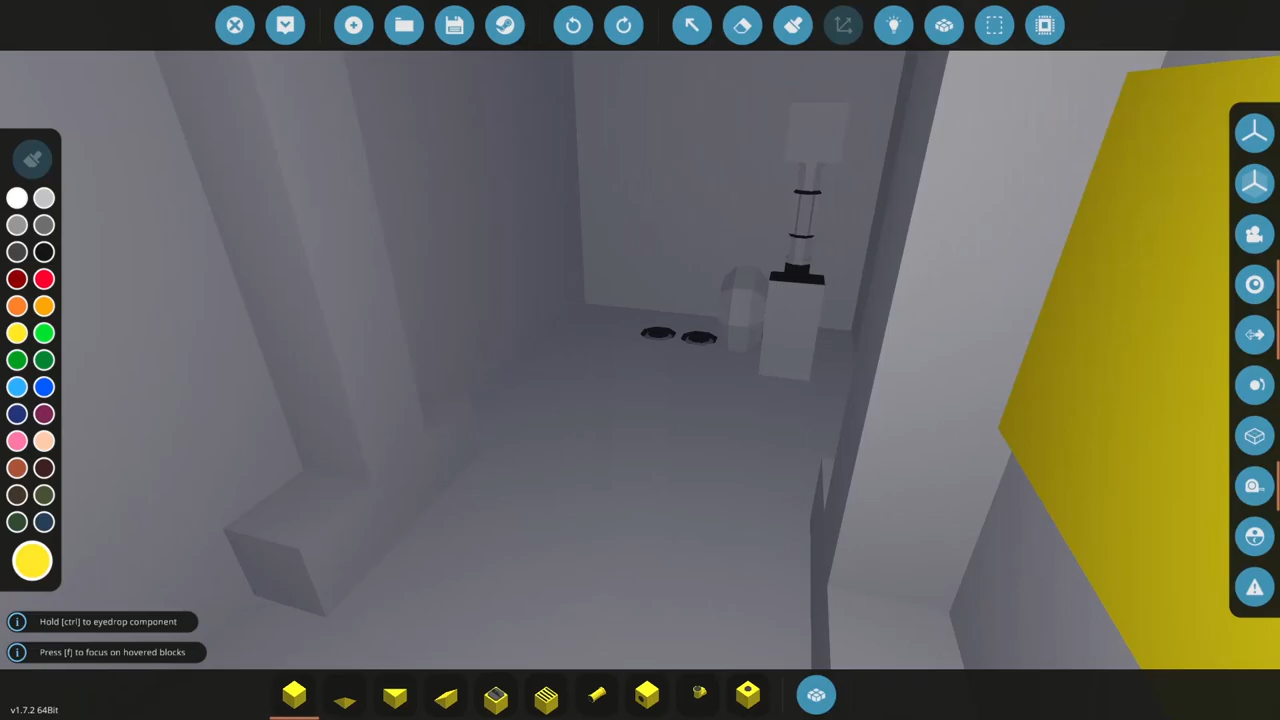 Hold [ctrl] to eyedrop component
Press [f] to focus on hovered blocks
v1.7.2 64Bit